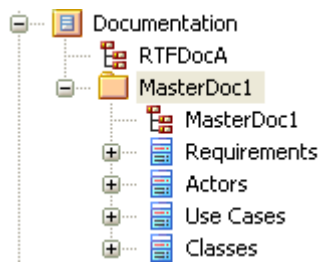 Documentation
RTFDocA
MasterDoc1
MasterDoc1
Requirements
Actors
Use Cases
Classes